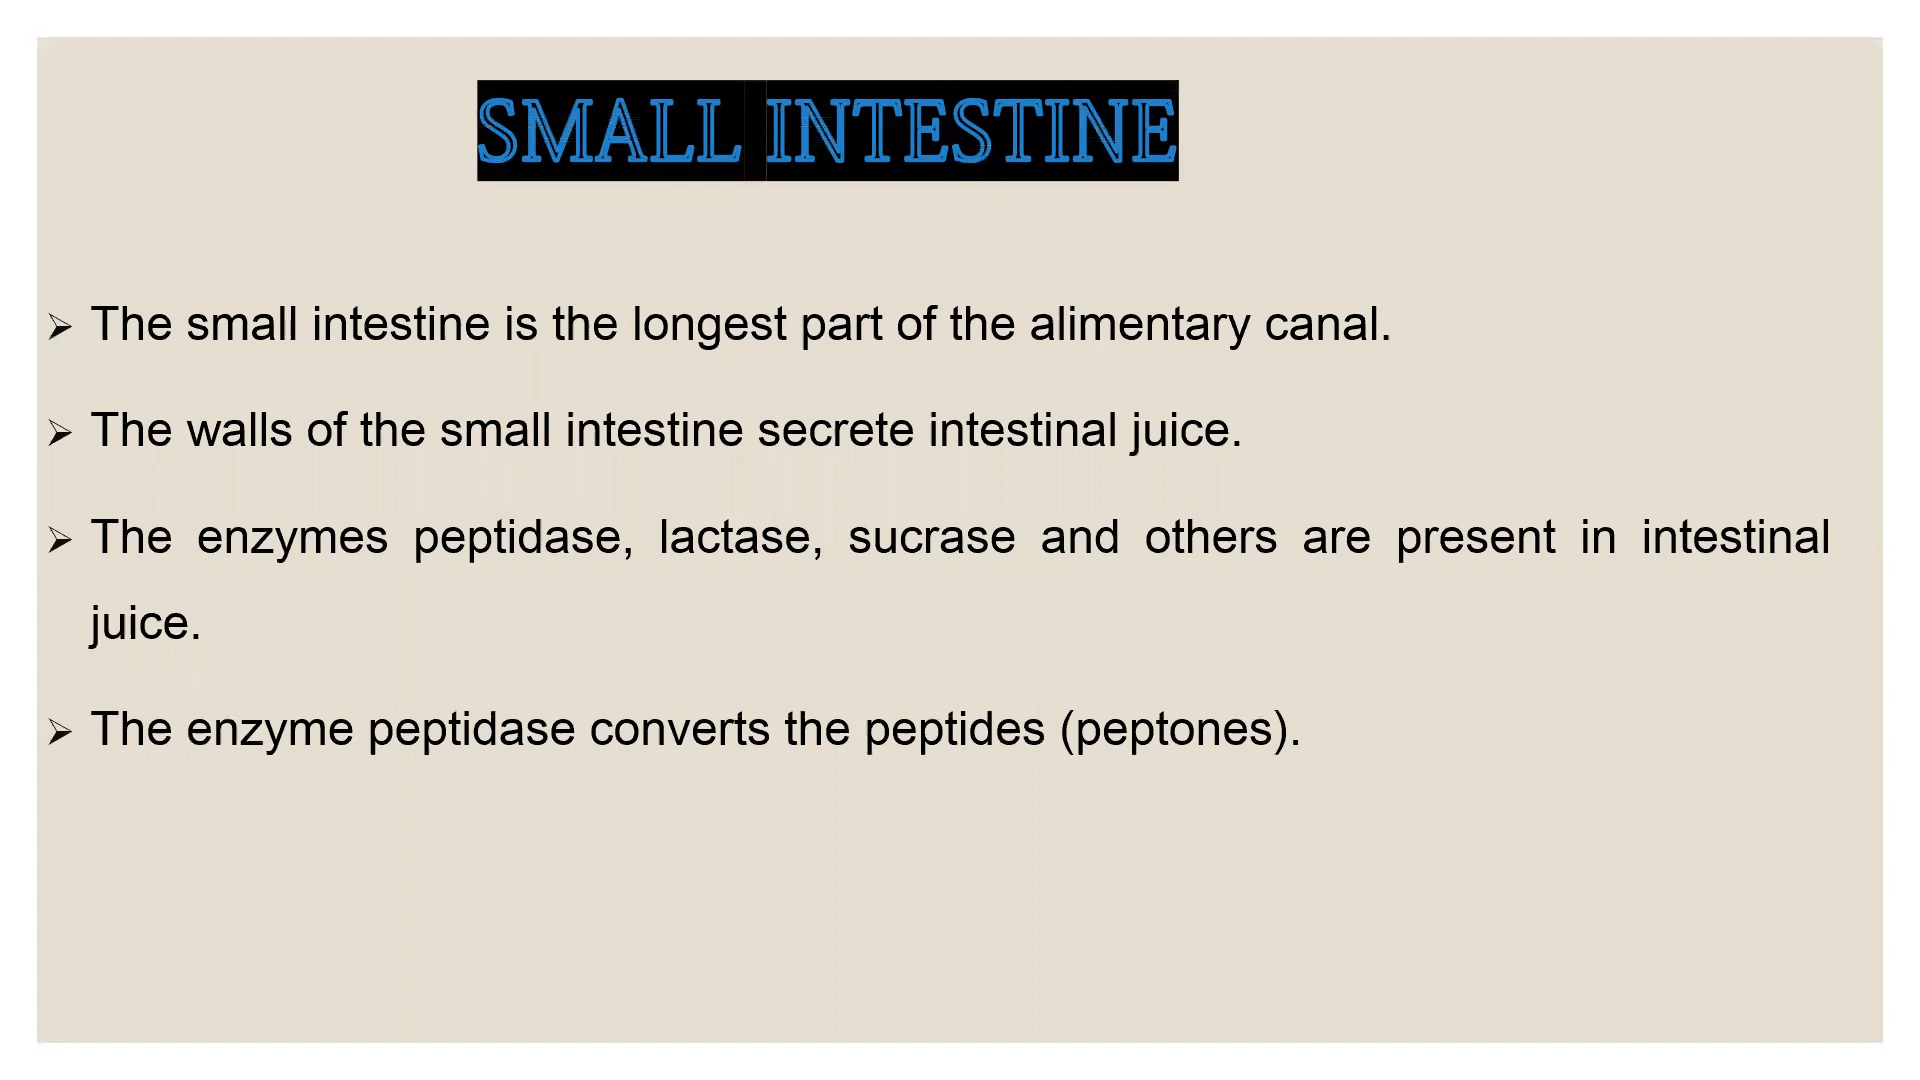 SMALL INTESTINE
➢ The small intestine is the longest part of the alimentary canal.
➢ The walls of the small intestine secrete intestinal juice.
➢ The enzymes peptidase, lactase, sucrase and others are present in intestinal
juice.
➢ The enzyme peptidase converts the peptides (peptones).